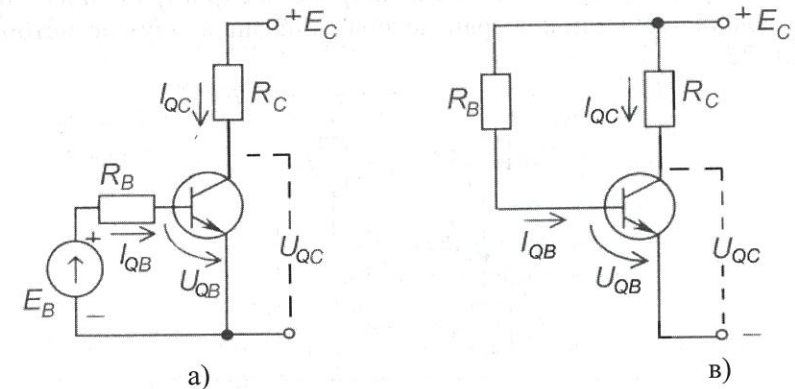 + E_C
I_QC
R_C
R_B
I_QB
U_QB
U_QC
+
E_B
−
а)
+ E_C
R_B
I_QC
R_C
I_QB
U_QB
U_QC
−
в)